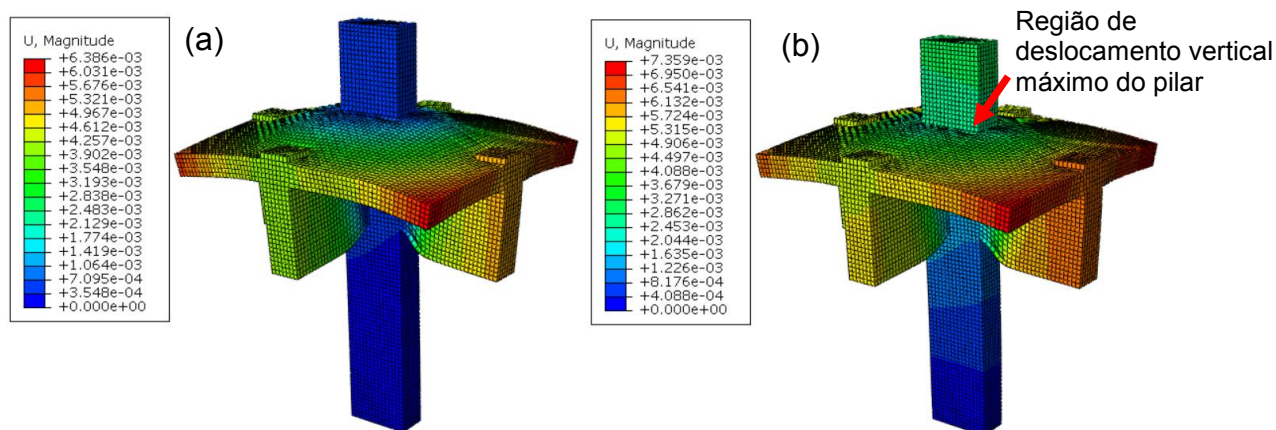 U, Magnitude
+6.386e-03
+6.031e-03
+5.676e-03
+5.321e-03
+4.967e-03
+4.612e-03
+4.257e-03
+3.902e-03
+3.548e-03
+3.193e-03
+2.838e-03
+2.483e-03
+2.129e-03
+1.774e-03
+1.419e-03
+1.064e-03
+7.095e-04
+3.548e-04
+0.000e+00
(a)
U, Magnitude
+7.359e-03
+6.950e-03
+6.541e-03
+6.132e-03
+5.724e-03
+5.315e-03
+4.906e-03
+4.497e-03
+4.088e-03
+3.679e-03
+3.271e-03
+2.862e-03
+2.453e-03
+2.044e-03
+1.635e-03
+1.226e-03
+8.176e-04
+4.088e-04
+0.000e+00
(b)
Região de
deslocamento vertical
máximo do pilar